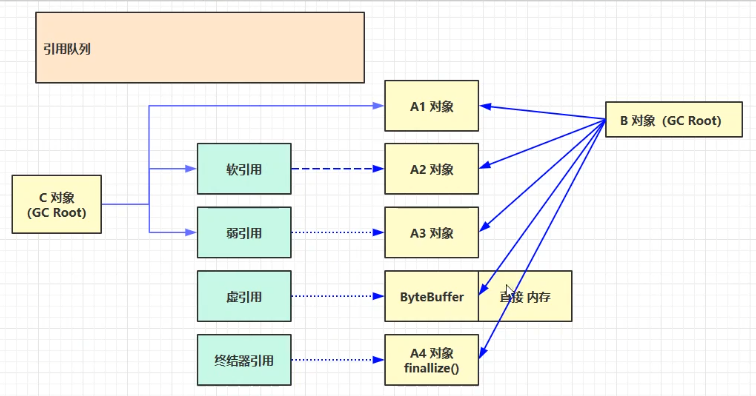 引用队列
A1 对象
B 对象（GC Root）
软引用
A2 对象
C 对象
（GC Root）
弱引用
A3 对象
虚引用
ByteBuffer
直接 内存
终结器引用
A4 对象
finallize()